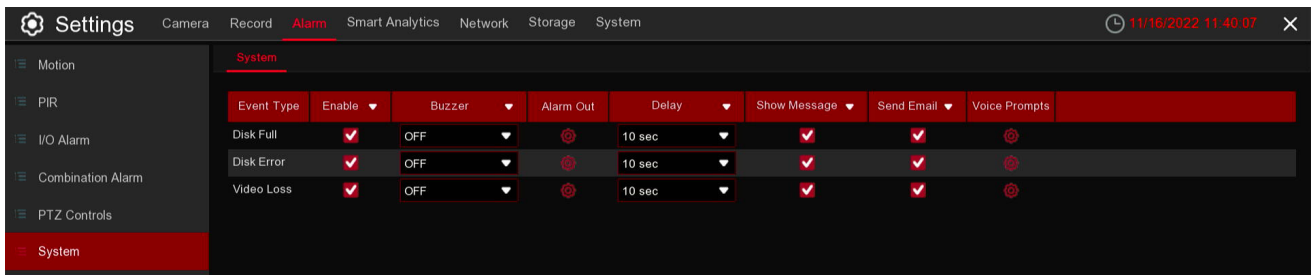 Settings Camera Record Alarm Smart Analytics Network Storage System 11/16/2022 11:40:07
Motion
PIR
I/O Alarm
Combination Alarm
PTZ Controls
System
System
Event Type Enable Buzzer Alarm Out Delay Show Message Send Email Voice Prompts
Disk Full OFF 10 sec
Disk Error OFF 10 sec
Video Loss OFF 10 sec